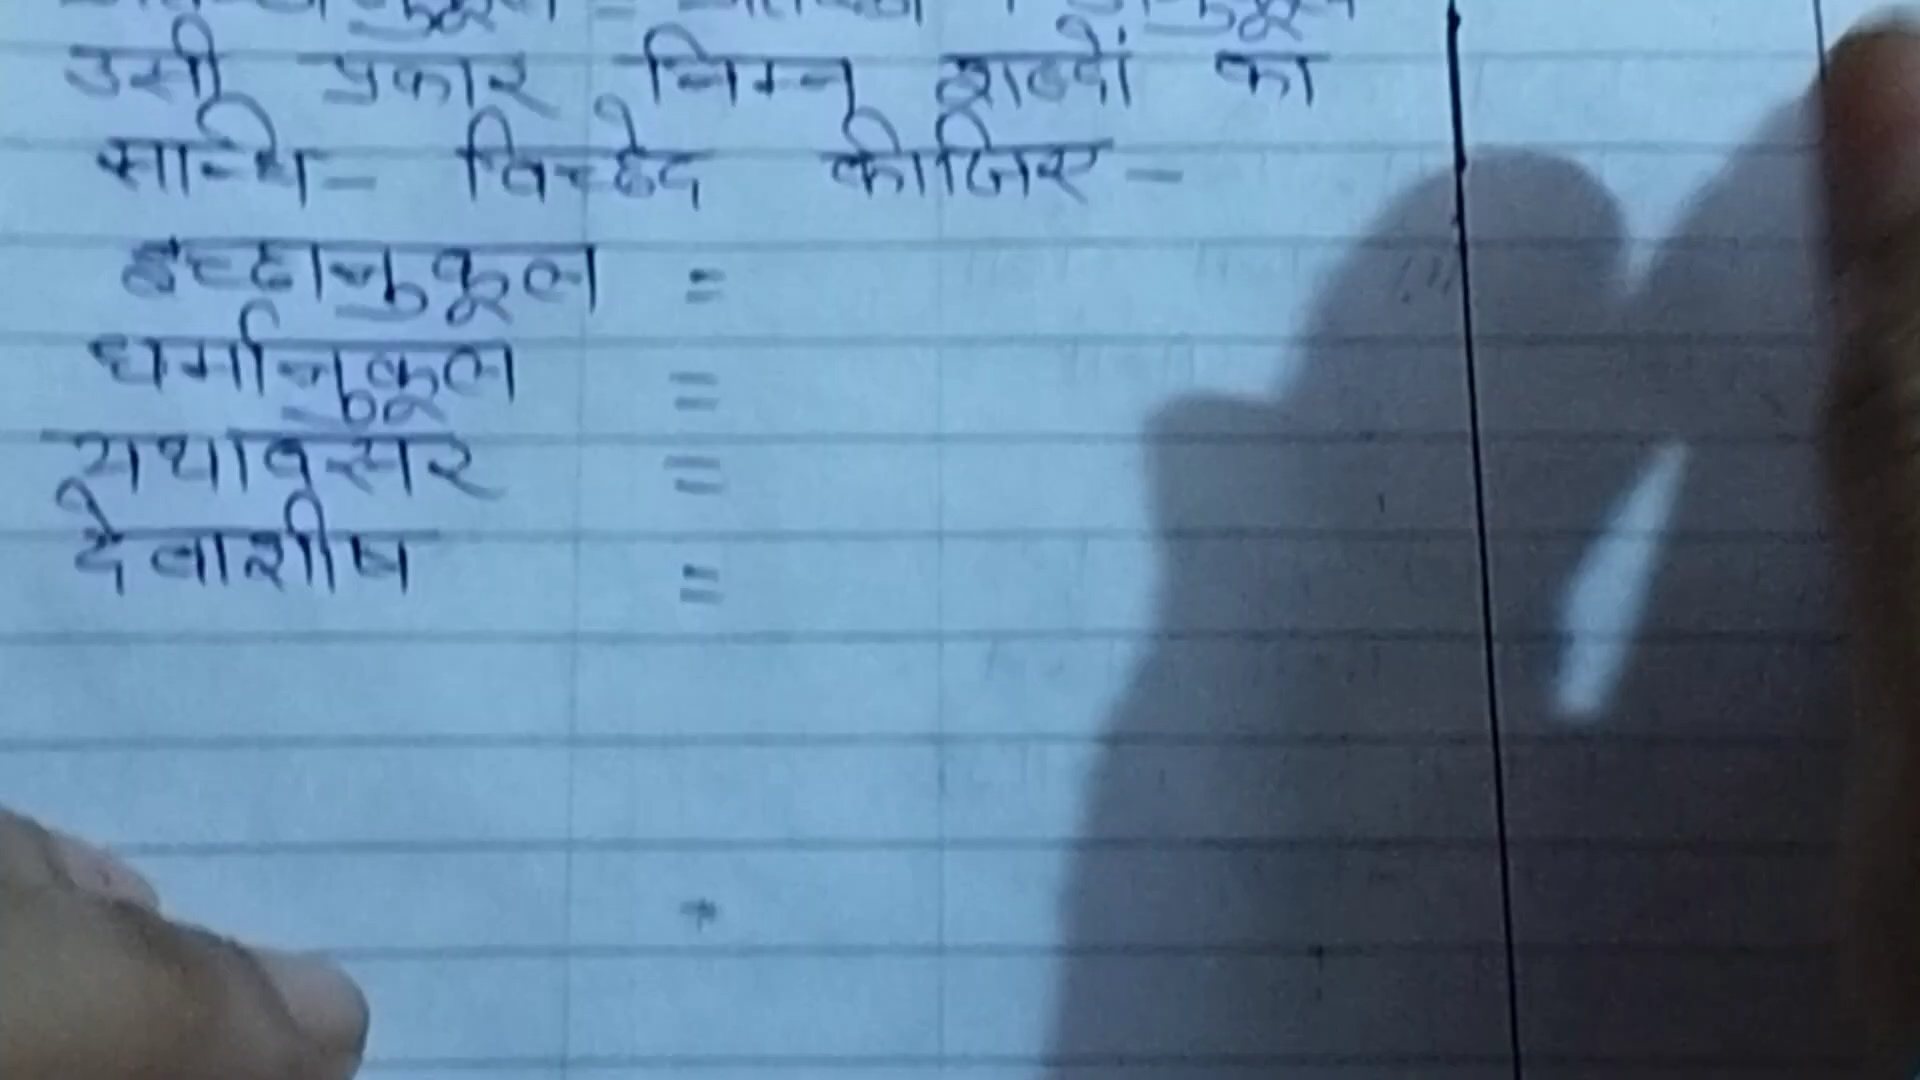 उसी प्रकार निम्न शब्दों का
सन्धि- विच्छेद कीजिए -
इच्छानुकूल =
धर्मानुकूल =
यथावसर =
देवाशीष =